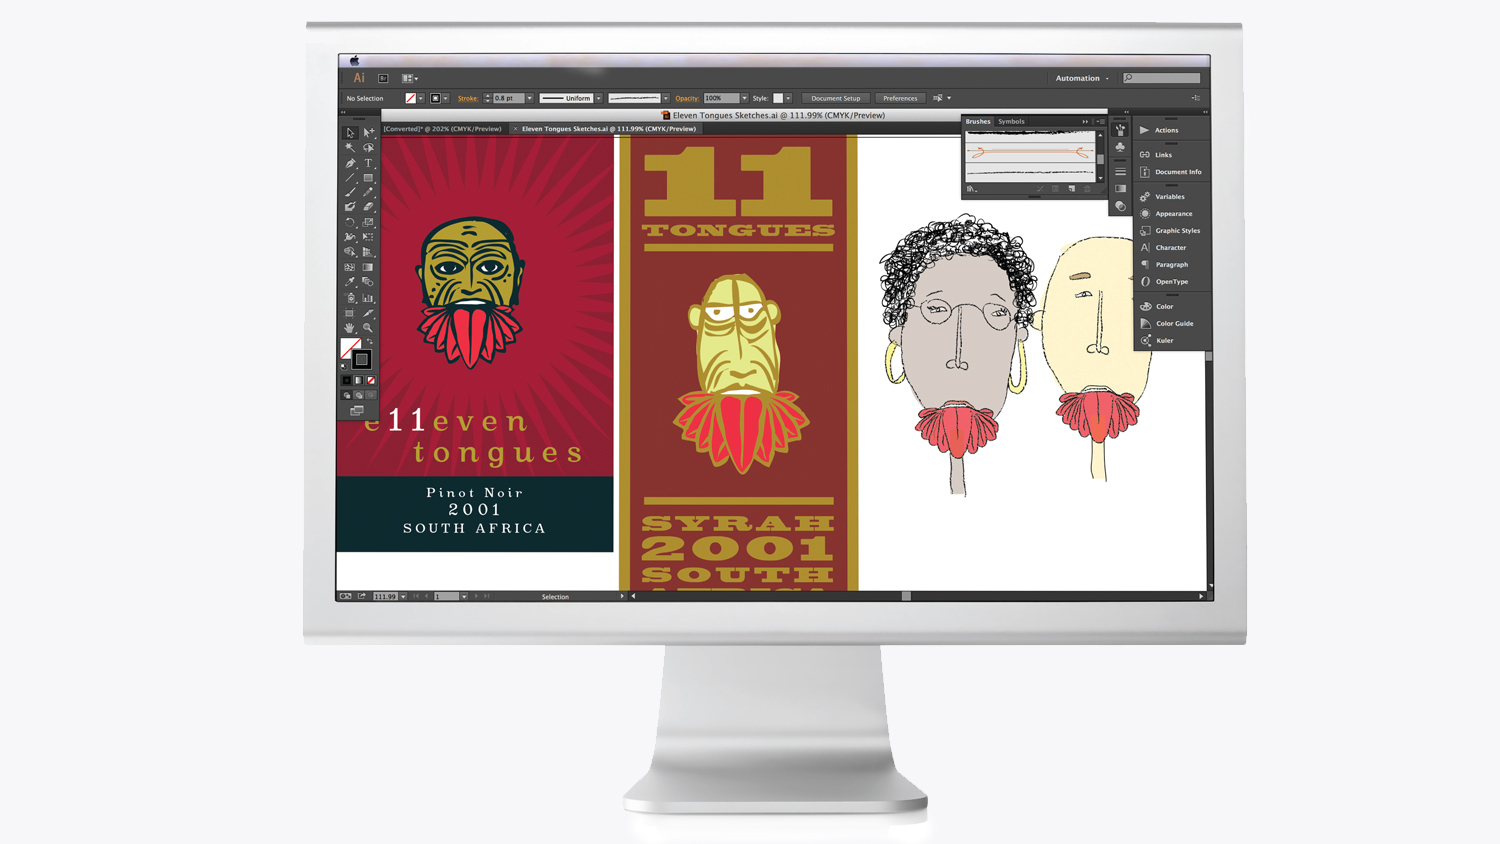 Ai
Br
Automation
No Selection
Stroke:
0.8 pt
Uniform
Opacity:
100%
Style:
Document Setup
Preferences
Eleven Tongues Sketches.ai @ 111.99% (CMYK/Preview)
[Converted]* @ 202% (CMYK/Preview)
× Eleven Tongues Sketches.ai @ 111.99% (CMYK/Preview)
Brushes
Symbols
Actions
Links
Document Info
Variables
Appearance
Graphic Styles
Character
Paragraph
OpenType
Color
Color Guide
Kuler
e11even
tongues
Pinot Noir
2001
SOUTH AFRICA
11
TONGUES
SYRAH
2001
SOUTH
AFRICA
111.99
1
Selection